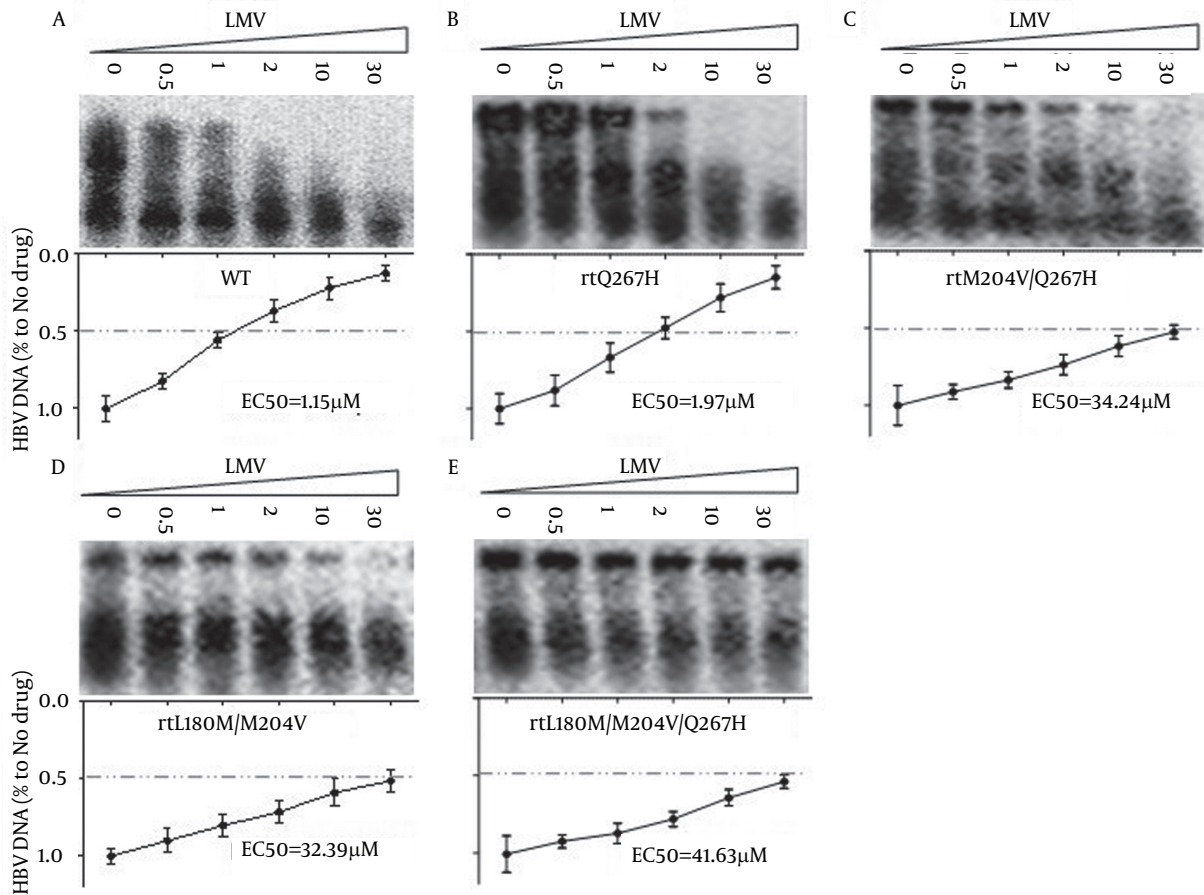 A
LMV
0 0.5 1 2 10 30
B
LMV
0 0.5 1 2 10 30
C
LMV
0 0.5 1 2 10 30
HBV DNA (% to No drug)
0.0
0.5
1.0
WT
EC50=1.15µM
rtQ267H
EC50=1.97µM
rtM204V/Q267H
EC50=34.24µM
D
LMV
0 0.5 1 2 10 30
E
LMV
0 0.5 1 2 10 30
HBV DNA (% to No drug)
0.0
0.5
1.0
rtL180M/M204V
EC50=32.39µM
rtL180M/M204V/Q267H
EC50=41.63µM